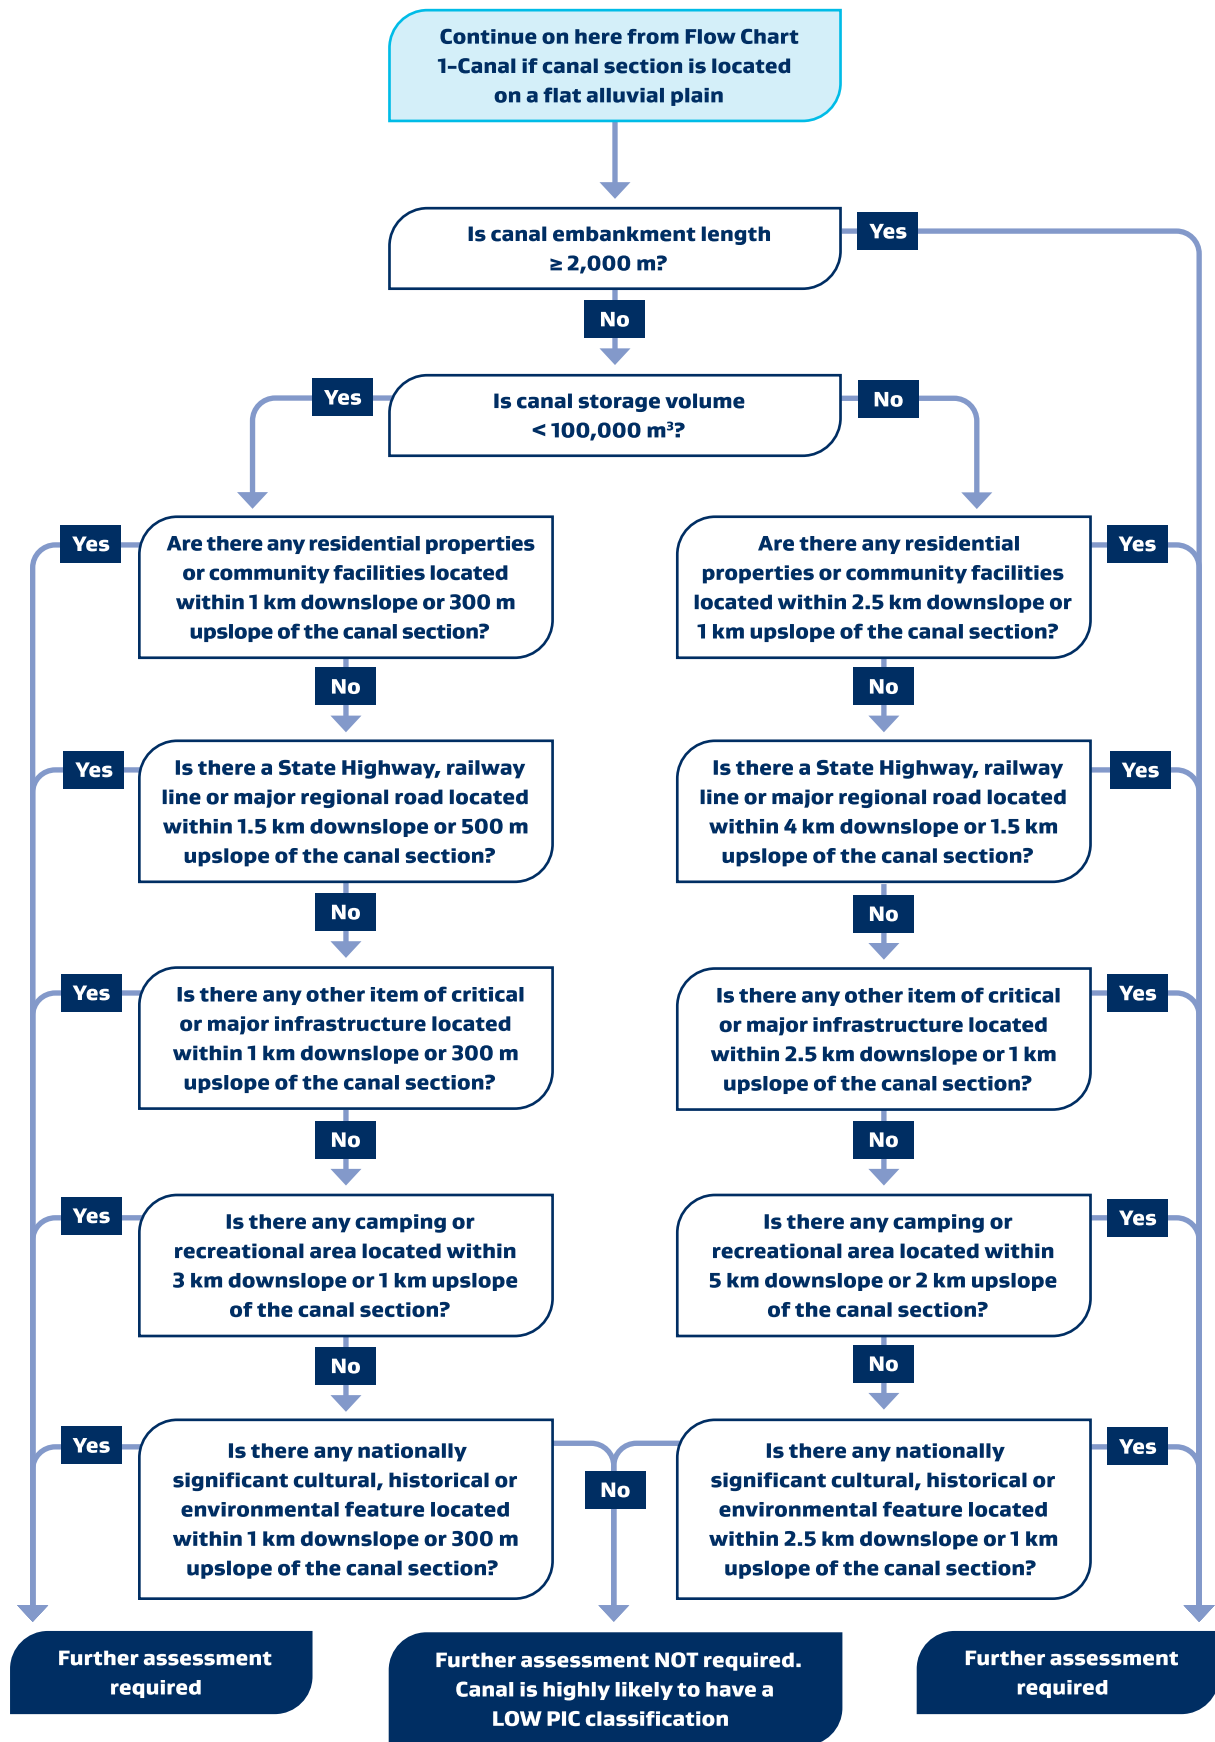 Continue on here from Flow Chart
1–Canal if canal section is located
on a flat alluvial plain
Is canal embankment length
≥ 2,000 m?
Yes
No
Is canal storage volume
< 100,000 m³?
Yes
No
Are there any residential properties
or community facilities located
within 1 km downslope or 300 m
upslope of the canal section?
Yes
No
Is there a State Highway, railway
line or major regional road located
within 1.5 km downslope or 500 m
upslope of the canal section?
Yes
No
Is there any other item of critical
or major infrastructure located
within 1 km downslope or 300 m
upslope of the canal section?
Yes
No
Is there any camping or
recreational area located within
3 km downslope or 1 km upslope
of the canal section?
Yes
No
Is there any nationally
significant cultural, historical or
environmental feature located
within 1 km downslope or 300 m
upslope of the canal section?
Yes
No
Are there any residential
properties or community facilities
located within 2.5 km downslope or
1 km upslope of the canal section?
Yes
No
Is there a State Highway, railway
line or major regional road located
within 4 km downslope or 1.5 km
upslope of the canal section?
Yes
No
Is there any other item of critical
or major infrastructure located
within 2.5 km downslope or 1 km
upslope of the canal section?
Yes
No
Is there any camping or
recreational area located within
5 km downslope or 2 km upslope
of the canal section?
Yes
No
Is there any nationally
significant cultural, historical or
environmental feature located
within 2.5 km downslope or 1 km
upslope of the canal section?
Yes
Further assessment
required
Further assessment NOT required.
Canal is highly likely to have a
LOW PIC classification
Further assessment
required